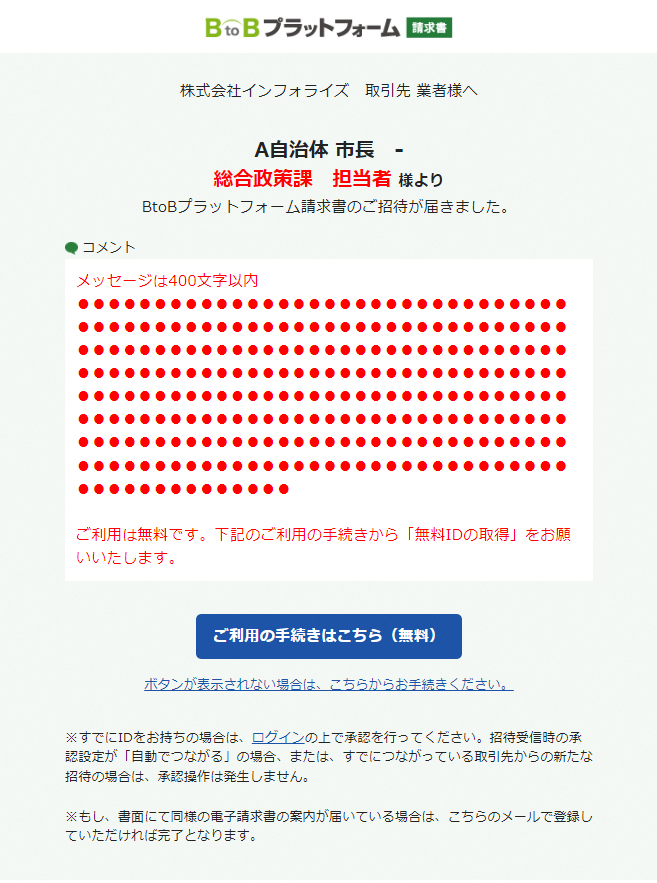 BtoBプラットフォーム 請求書
株式会社インフォライズ　取引先 業者様へ
A自治体 市長　-
総合政策課　担当者 様より
BtoBプラットフォーム請求書のご招待が届きました。
コメント
メッセージは400文字以内
●●●●●●●●●●●●●●●●●●●●●●●●●●●●●●●●
●●●●●●●●●●●●●●●●●●●●●●●●●●●●●●●●
●●●●●●●●●●●●●●●●●●●●●●●●●●●●●●●●
●●●●●●●●●●●●●●●●●●●●●●●●●●●●●●●●
●●●●●●●●●●●●●●●●●●●●●●●●●●●●●●●●
●●●●●●●●●●●●●●●●●●●●●●●●●●●●●●●●
●●●●●●●●●●●●●●●●●●●●●●●●●●●●●●●●
●●●●●●●●●●●●●●●●●●●●●●●●●●●●●●●●
●●●●●●●●●●●●●●
ご利用は無料です。下記のご利用の手続きから「無料IDの取得」をお願
いいたします。
ご利用の手続きはこちら（無料）
ボタンが表示されない場合は、こちらからお手続きください。
※すでにIDをお持ちの場合は、ログインの上で承認を行ってください。招待受信時の承
認設定が「自動でつながる」の場合、または、すでにつながっている取引先からの新たな
招待の場合は、承認操作は発生しません。
※もし、書面にて同様の電子請求書の案内が届いている場合は、こちらのメールで登録し
ていただければ完了となります。